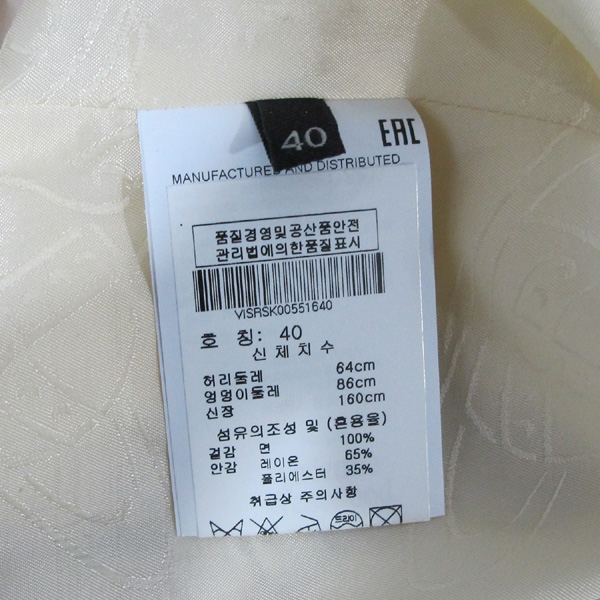 40
EAC
MANUFACTURED AND DISTRIBUTED
품질경영및공산품안전
관리법에의한품질표시
VISRSK00551640
호 칭: 40
신 체 치 수
허리둘레 64cm
엉덩이둘레 86cm
신장 160cm
섬유의조성 및 (혼용율)
겉감 면 100%
안감 레이온 65%
폴리에스터 35%
취급상 주의사항
드라이